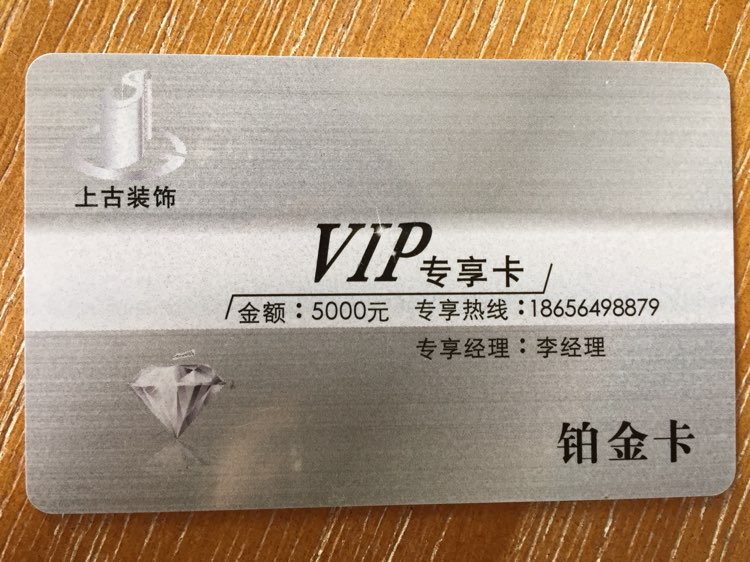 上古装饰
VIP专享卡
金额：5000元 专享热线：18656498879
专享经理：李经理
铂金卡